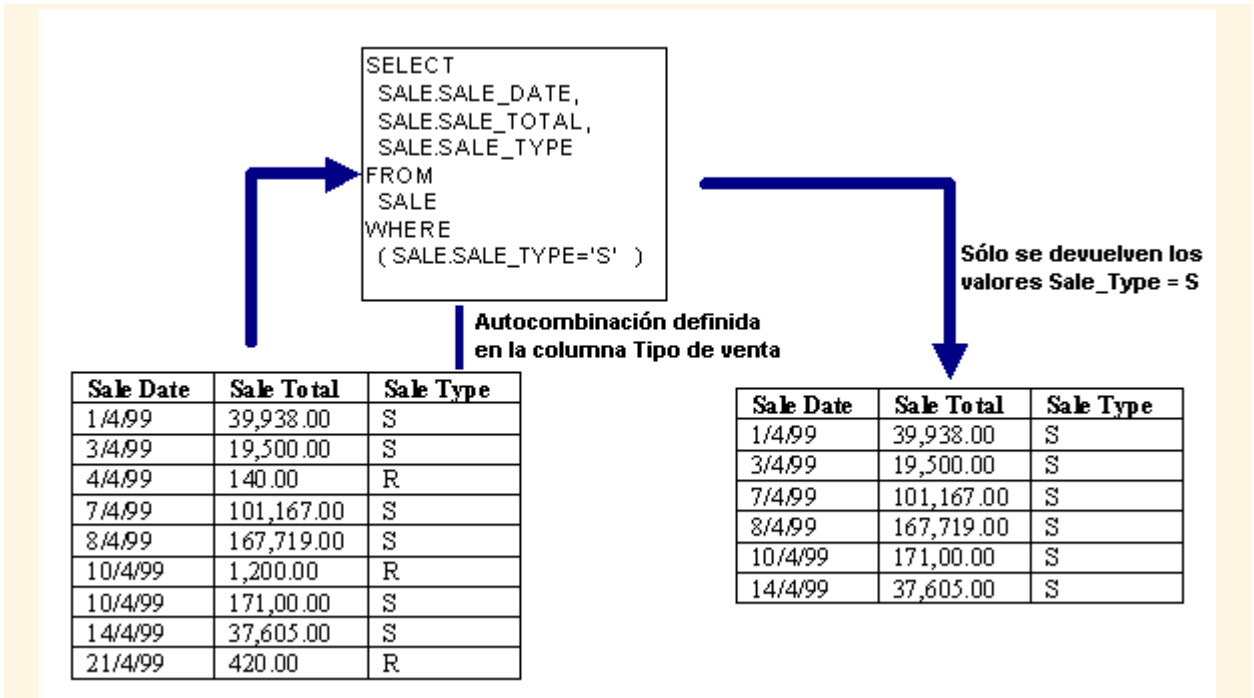 SELECT
SALE.SALE_DATE,
SALE.SALE_TOTAL,
SALE.SALE_TYPE
FROM
SALE
WHERE
( SALE.SALE_TYPE='S' )
Sólo se devuelven los
valores Sale_Type = S
Autocombinación definida
en la columna Tipo de venta
Sale Date Sale Total Sale Type
1/4/99 39,938.00 S
3/4/99 19,500.00 S
4/4/99 140.00 R
7/4/99 101,167.00 S
8/4/99 167,719.00 S
10/4/99 1,200.00 R
10/4/99 171,00.00 S
14/4/99 37,605.00 S
21/4/99 420.00 R
Sale Date Sale Total Sale Type
1/4/99 39,938.00 S
3/4/99 19,500.00 S
7/4/99 101,167.00 S
8/4/99 167,719.00 S
10/4/99 171,00.00 S
14/4/99 37,605.00 S